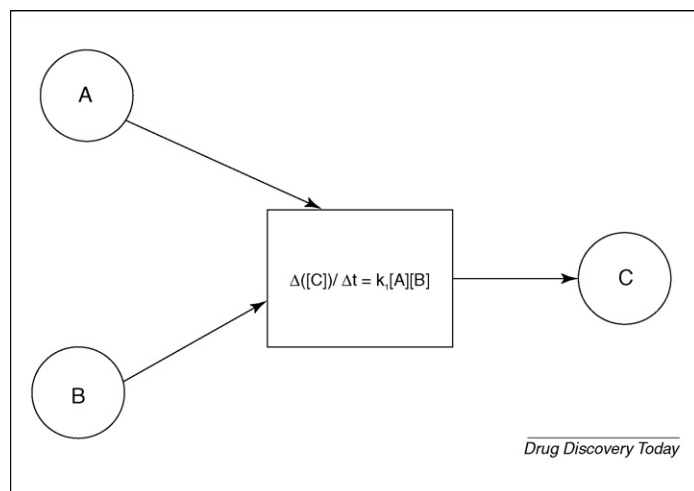 A
Δ([C])/ Δt = k₁[A][B]
C
B
Drug Discovery Today